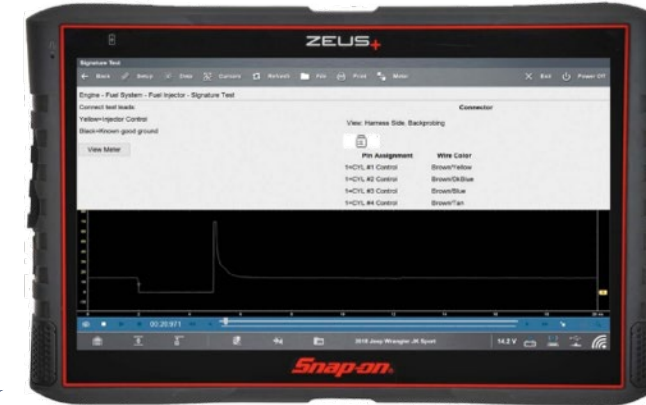 ZEUS+
Signature Test
Back Setup Data Cursors Refresh File Print Meter Exit Power Off
Engine - Fuel System - Fuel Injector - Signature Test
Connect test leads:
Yellow=Injector Control
Black=Known good ground
View Meter
Connector
View: Harness Side, Backprobing
Pin Assignment Wire Color
1=CYL #1 Control Brown/Yellow
1=CYL #2 Control Brown/DkBlue
1=CYL #3 Control Brown/Blue
1=CYL #4 Control Brown/Tan
00:20:971
2018 Jeep Wrangler JK Sport 14.2 V
Snap-on